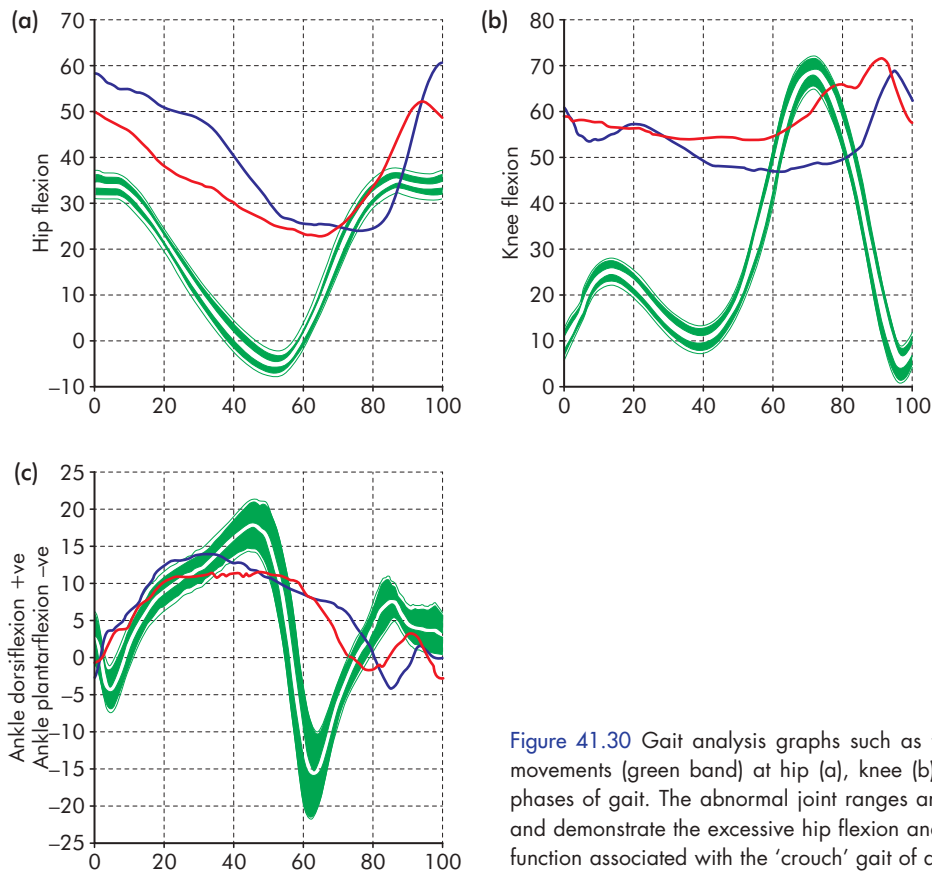 (a)
70
60
50
40
30
20
10
0
–10
Hip flexion
0 20 40 60 80 100
(b)
80
70
60
50
40
30
20
10
0
Knee flexion
0 20 40 60 80 100
(c)
25
20
15
10
5
0
–5
–10
–15
–20
–25
Ankle dorsiflexion +ve
Ankle plantarflexion –ve
0 20 40 60 80 100
Figure 41.30 Gait analysis graphs such as
movements (green band) at hip (a), knee (b)
phases of gait. The abnormal joint ranges
and demonstrate the excessive hip flexion
function associated with the ‘crouch’ gait of